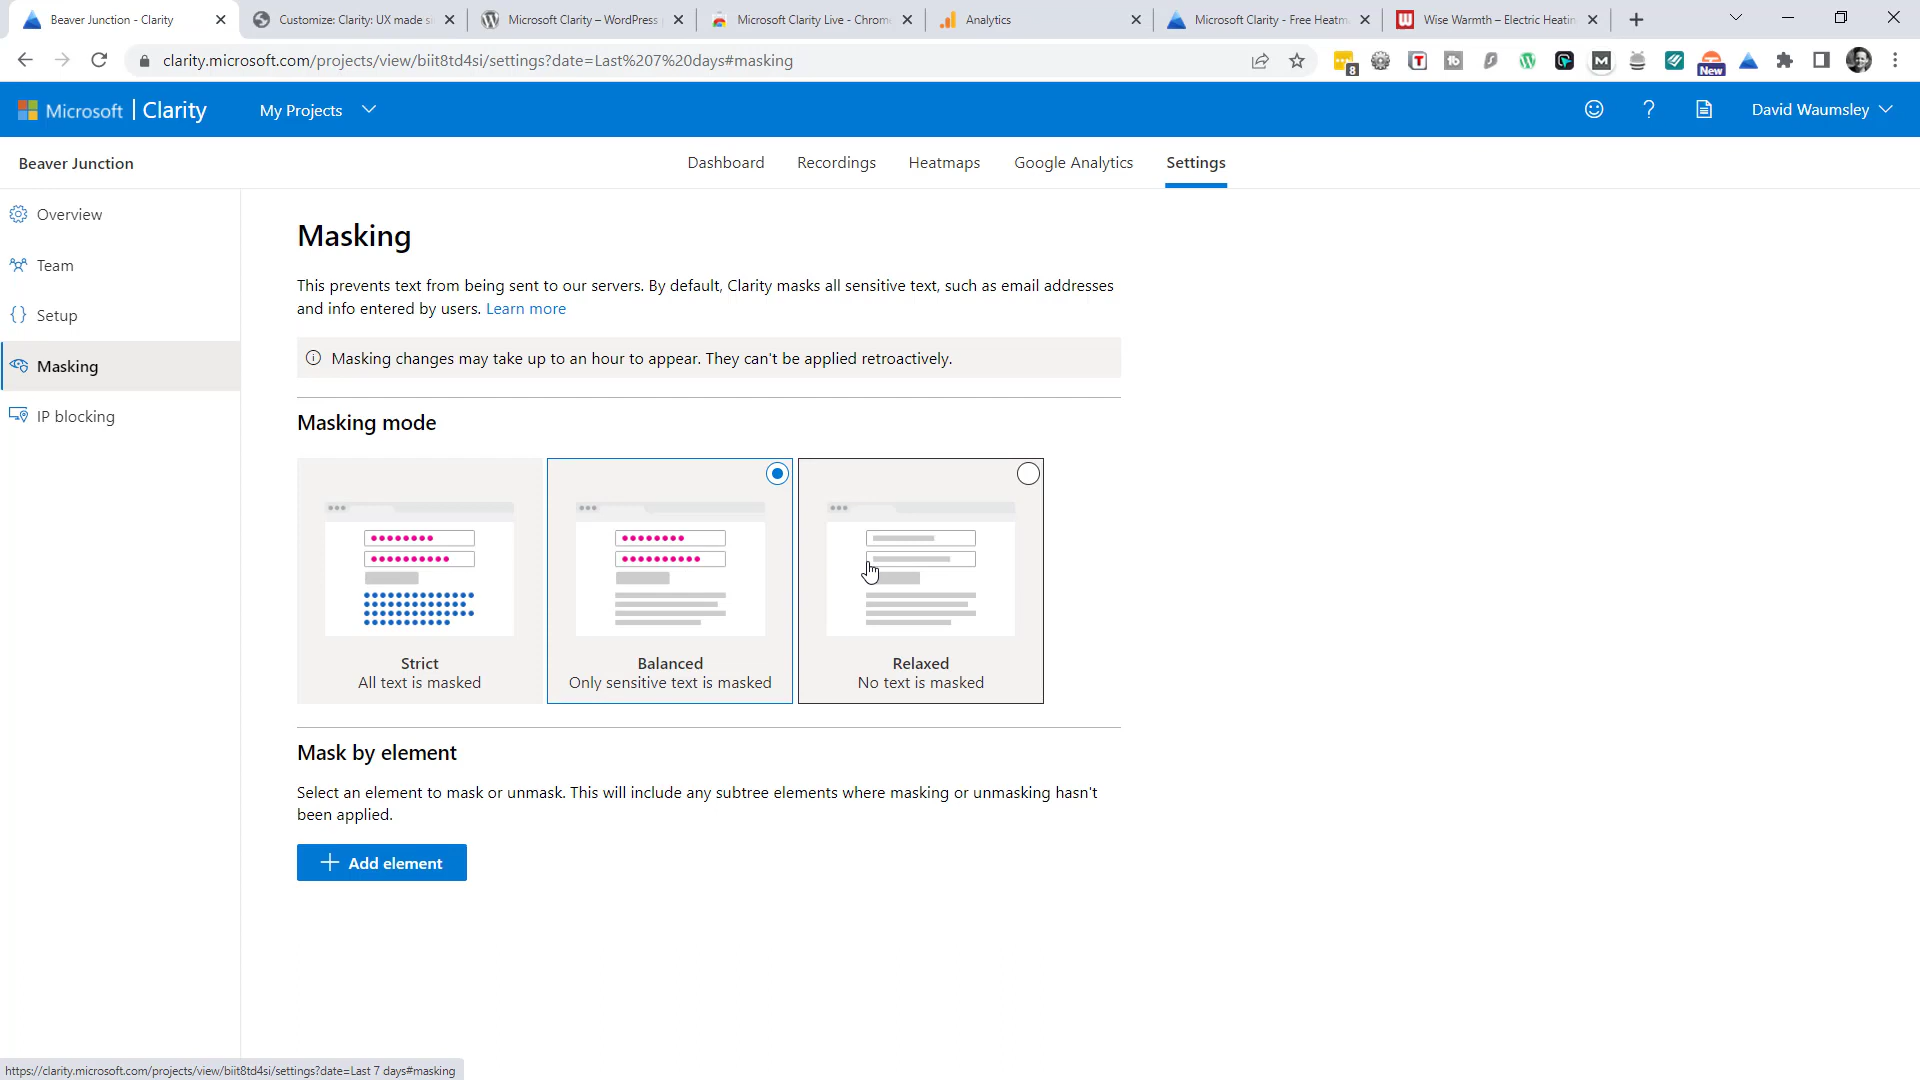 Beaver Junction - Clarity
Customize: Clarity: UX made si
Microsoft Clarity – WordPress
Microsoft Clarity Live - Chrome
Analytics
Microsoft Clarity - Free Heatm
Wise Warmth – Electric Heatin
clarity.microsoft.com/projects/view/biit8td4si/settings?date=Last%207%20days#masking
8
New
Microsoft | Clarity
My Projects
?
David Waumsley
Beaver Junction
Dashboard
Recordings
Heatmaps
Google Analytics
Settings
Overview
Team
Setup
Masking
IP blocking
Masking
This prevents text from being sent to our servers. By default, Clarity masks all sensitive text, such as email addresses
and info entered by users. Learn more
Masking changes may take up to an hour to appear. They can't be applied retroactively.
Masking mode
Strict
All text is masked
Balanced
Only sensitive text is masked
Relaxed
No text is masked
Mask by element
Select an element to mask or unmask. This will include any subtree elements where masking or unmasking hasn't
been applied.
Add element
https://clarity.microsoft.com/projects/view/biit8td4si/settings?date=Last 7 days#masking